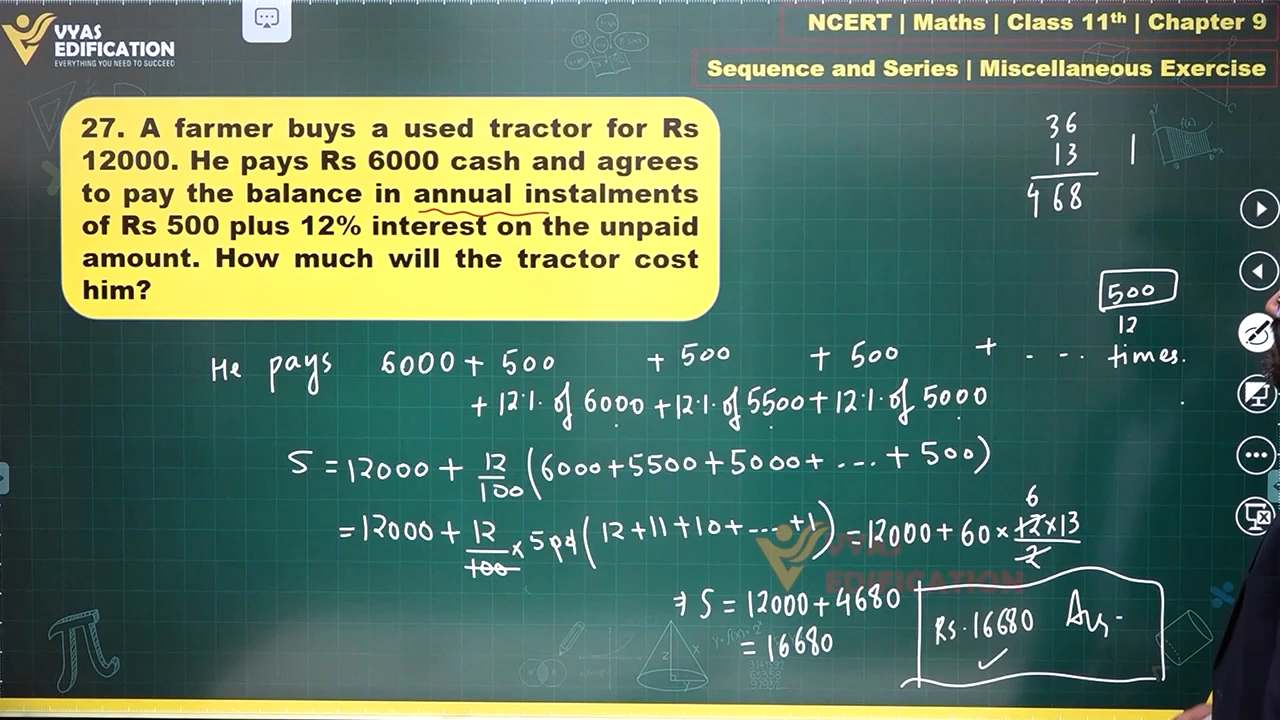 VYAS
EDIFICATION
EVERYTHING YOU NEED TO SUCCEED
NCERT | Maths | Class 11th | Chapter 9
Sequence and Series | Miscellaneous Exercise
27. A farmer buys a used tractor for Rs
12000. He pays Rs 6000 cash and agrees
to pay the balance in annual instalments
of Rs 500 plus 12% interest on the unpaid
amount. How much will the tractor cost
him?
36
13 1
468
500
12
times.
He pays 6000 + 500 + 500 + 500 + ....
+ 12% of 6000 + 12% of 5500 + 12% of 5000
S = 12000 + 12/100 (6000+5500+5000+ ... + 500)
= 12000 + 12/100 × 500 (12+11+10+ ... +1) = 12000 + 60 × 12×13/2
6
VYAS
EDIFICATION
⇒ S = 12000 + 4680
= 16680
Rs. 16680 Ans.